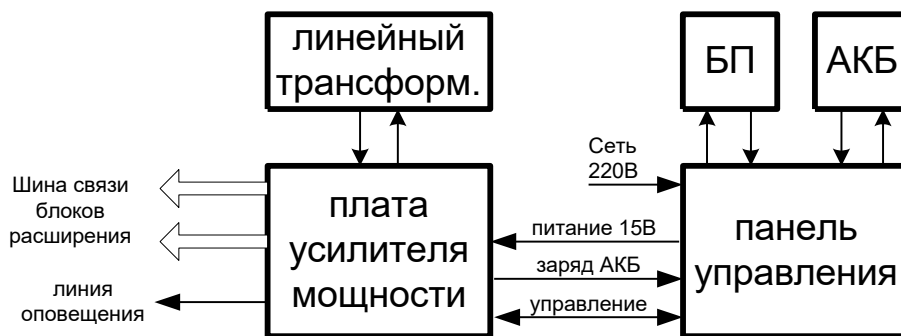 линейный
трансформ.
БП
АКБ
Сеть
220В
Шина связи
блоков
расширения
плата
усилителя
мощности
питание 15В
заряд АКБ
управление
панель
управления
линия
оповещения